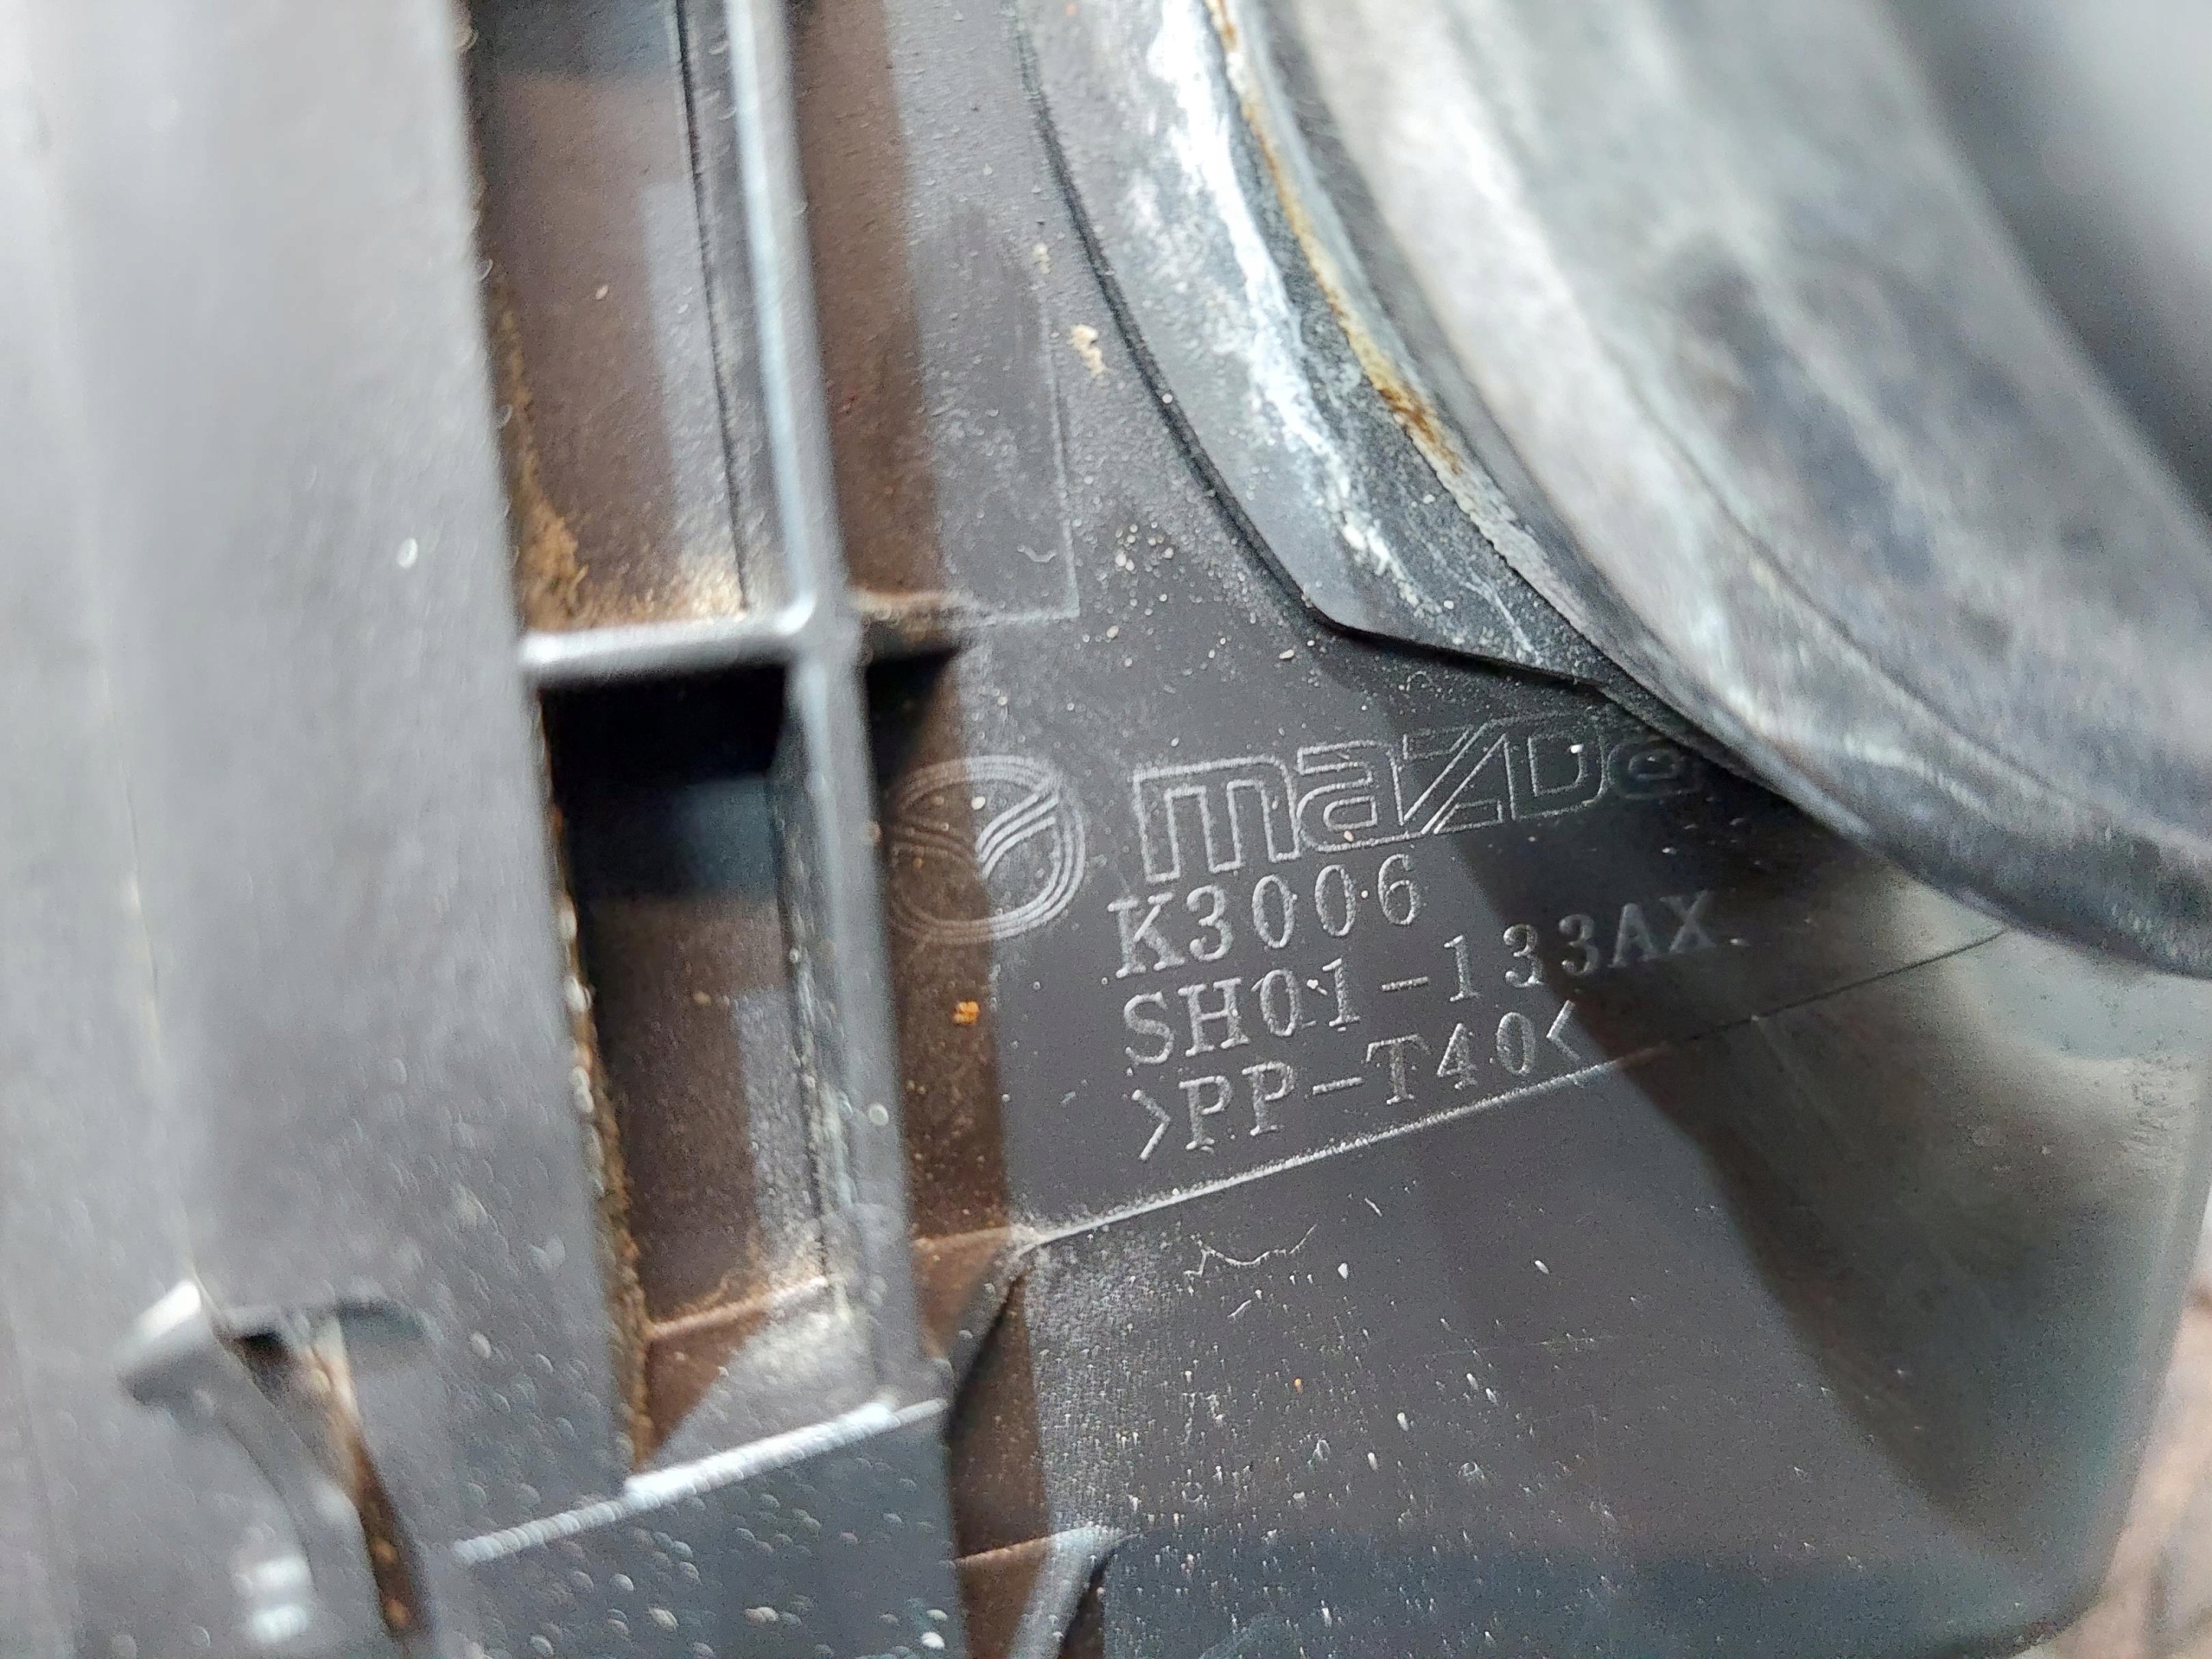 mazda
K3006
SH01-133AX
>PP-T40<